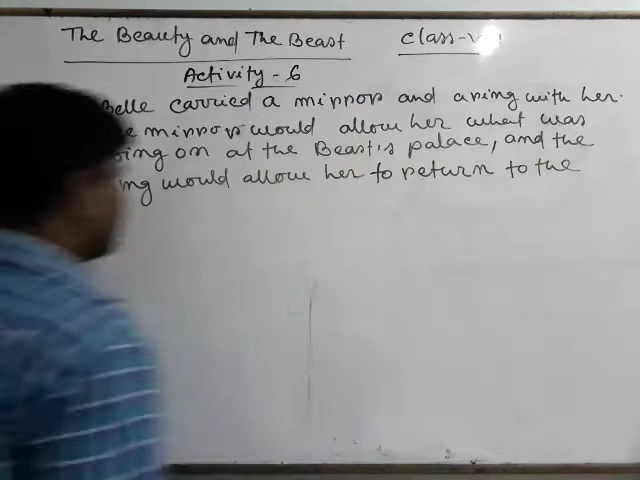 The Beauty and The Beast Class-V
Activity - 6
Belle carried a mirror and a ring with her.
mirror would allow her what was
going on at the Beast's palace, and the
would allow her to return to the